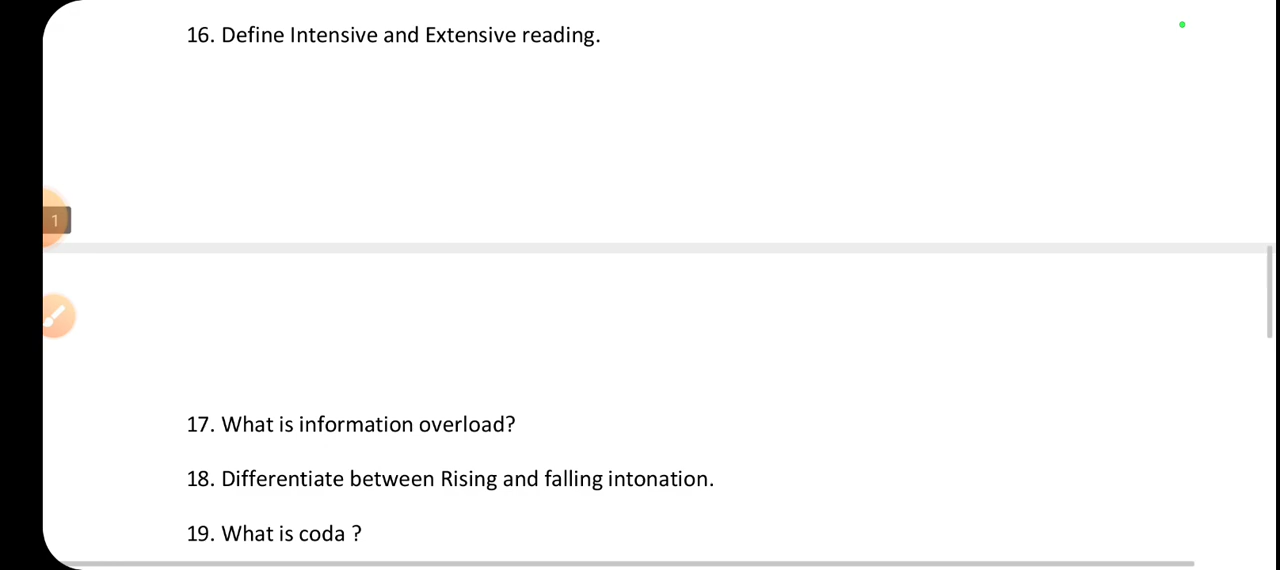 16. Define Intensive and Extensive reading.
1
17. What is information overload?
18. Differentiate between Rising and falling intonation.
19. What is coda ?